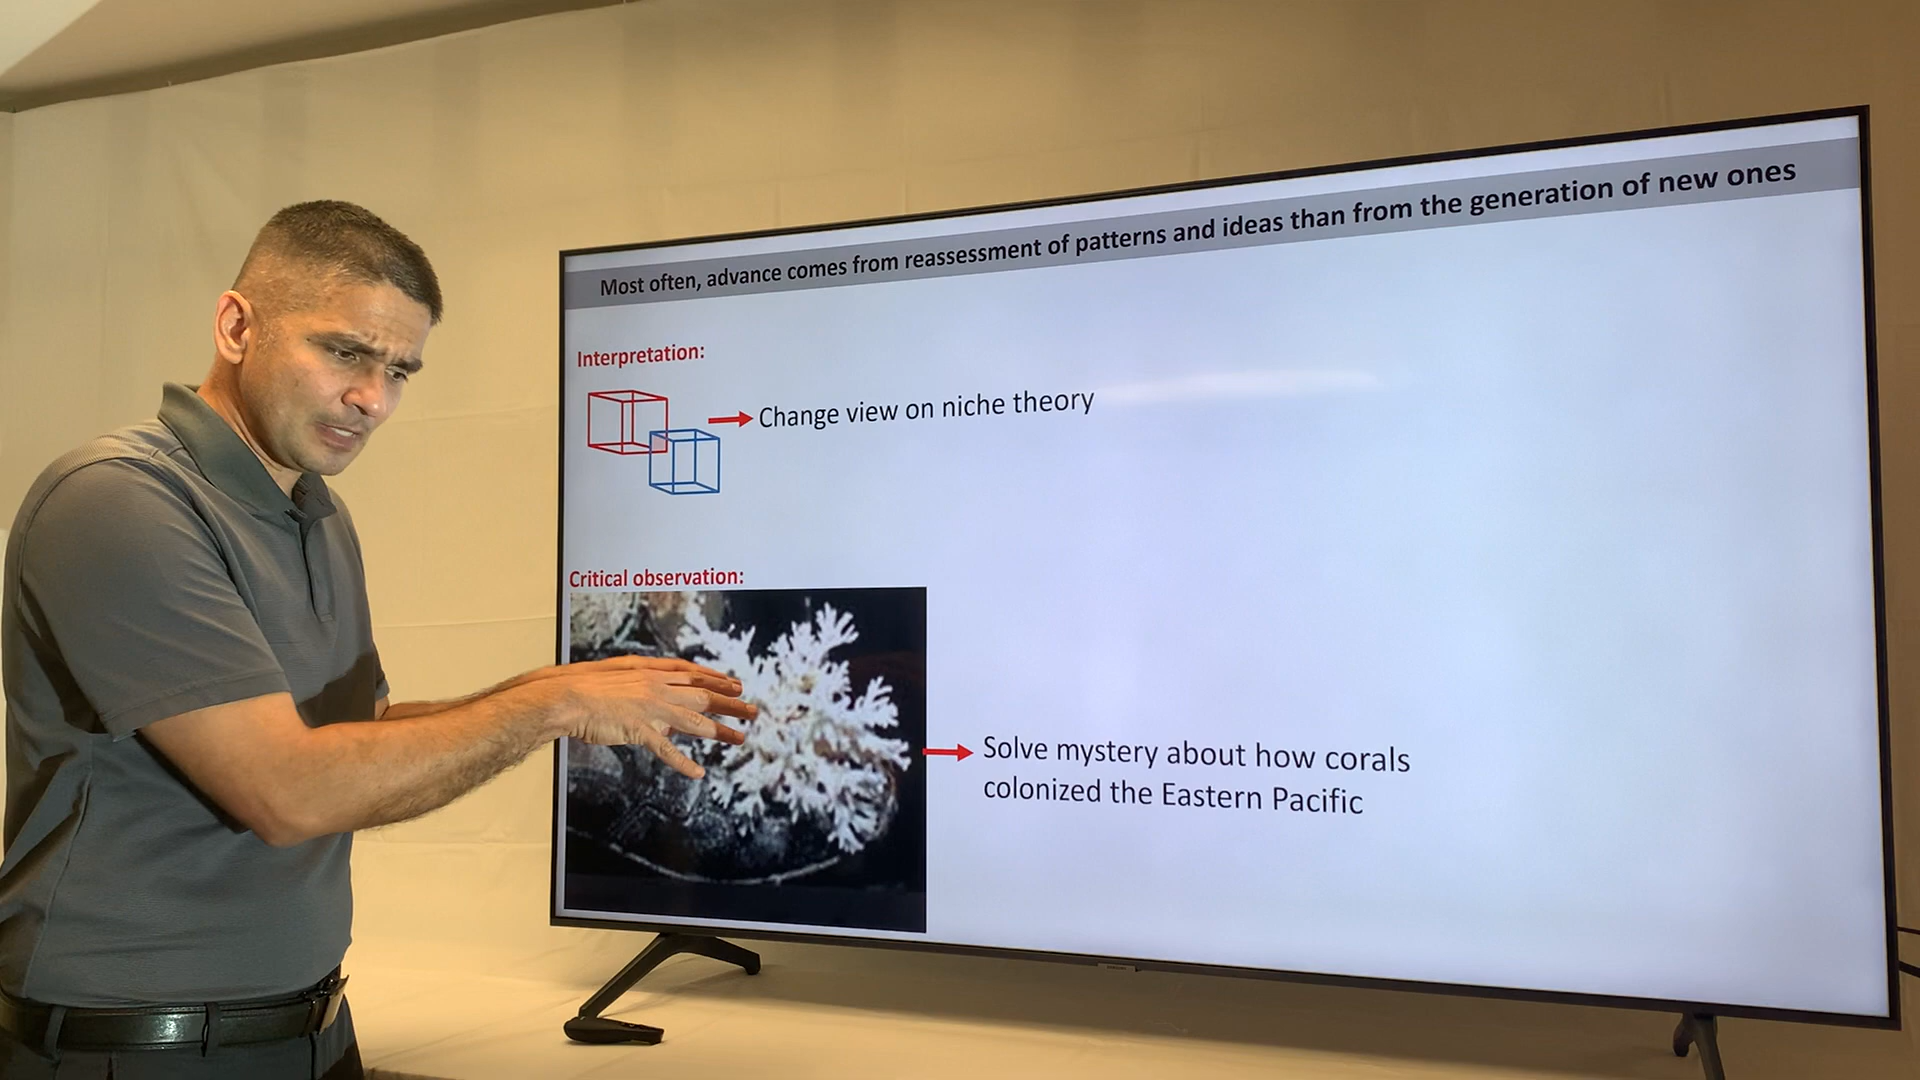 Most often, advance comes from reassessment of patterns and ideas than from the generation of new ones
Interpretation:
Change view on niche theory
Critical observation:
Solve mystery about how corals
colonized the Eastern Pacific